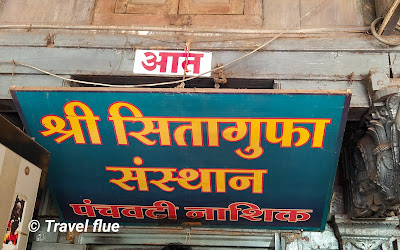 आत
श्री सितागुफा
संस्थान
पंचवटी नाशिक
© Travel flue